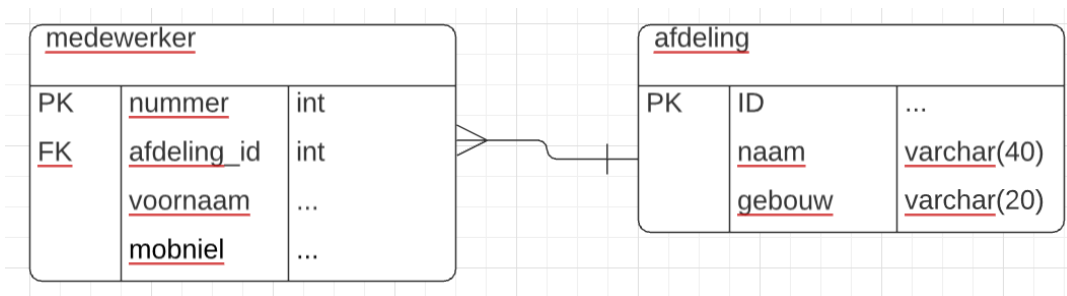 medewerker
PK nummer int
FK afdeling_id int
voornaam ...
mobniel ...
afdeling
PK ID ...
naam varchar(40)
gebouw varchar(20)